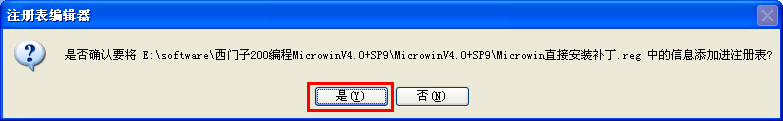 注册表编辑器
是否确认要将 E:\software\西门子200编程MicrowinV4.0+SP9\MicrowinV4.0+SP9\Microwin直接安装补丁.reg 中的信息添加进注册表?
是(Y) 否(N)